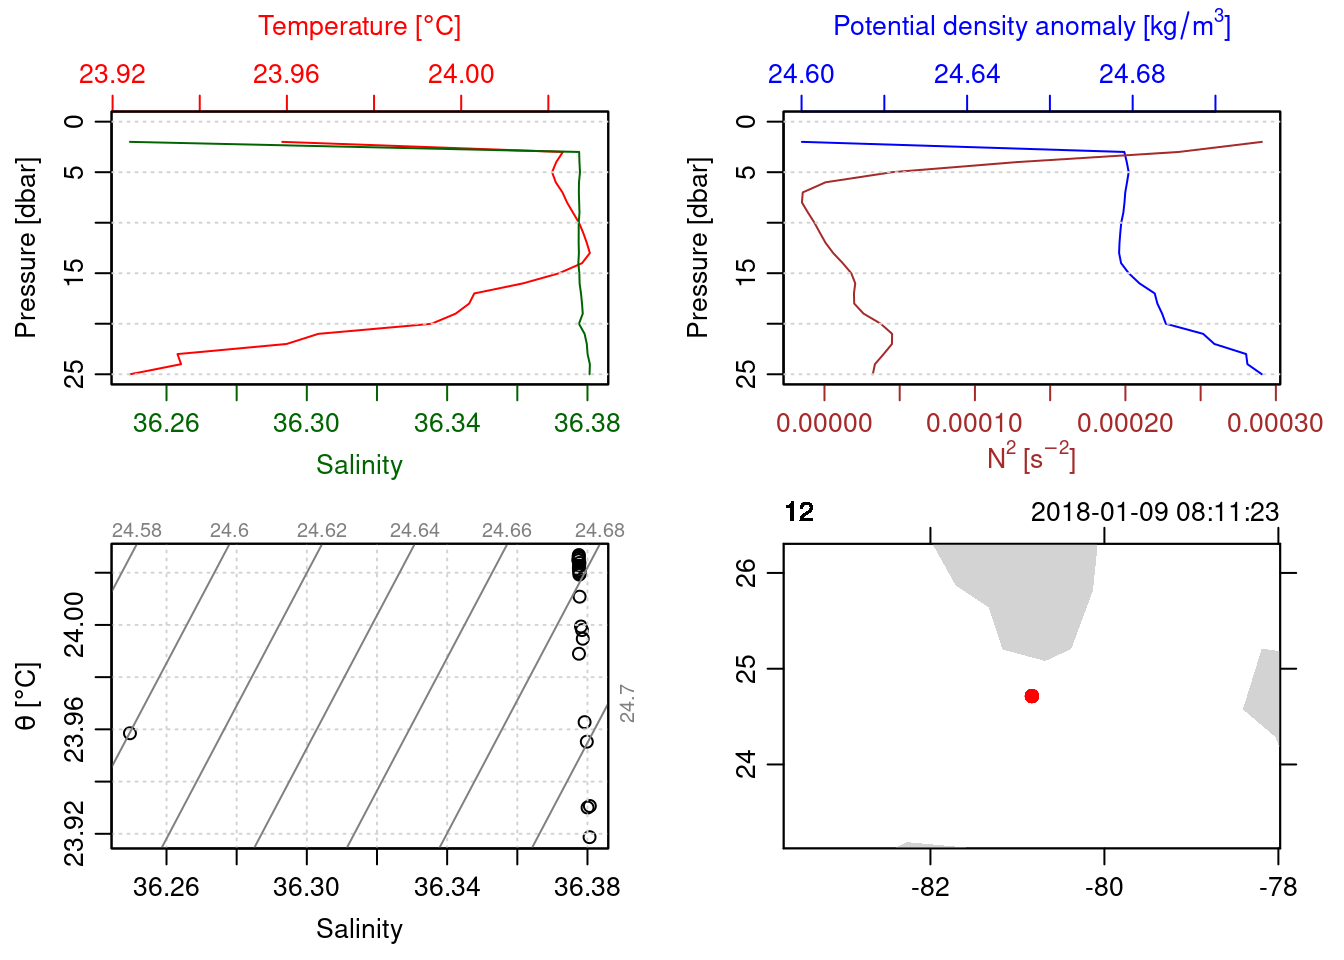 Temperature [°C]
23.92 23.96 24.00
Pressure [dbar]
0 5 15 25
36.26 36.30 36.34 36.38
Salinity
Potential density anomaly [kg/m³]
24.60 24.64 24.68
Pressure [dbar]
0 5 15 25
0.00000 0.00010 0.00020 0.00030
N² [s⁻²]
24.58 24.6 24.62 24.64 24.66 24.68
24.7
θ [°C]
24.00 23.96 23.92
36.26 36.30 36.34 36.38
Salinity
12 2018-01-09 08:11:23
26 25 24
-82 -80 -78